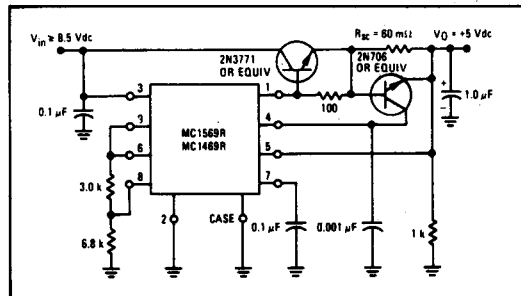 Vin ≥ 8.5 Vdc
Rsc = 60 mΩ
VO = +5 Vdc
2N3771
OR EQUIV
2N706
OR EQUIV
0.1 µF
3
1
100
+
1.0 µF
−
MC1569R
MC1469R
9
4
6
5
3.0 k
8
7
6.8 k
2
CASE
0.1 µF
0.001 µF
1 k